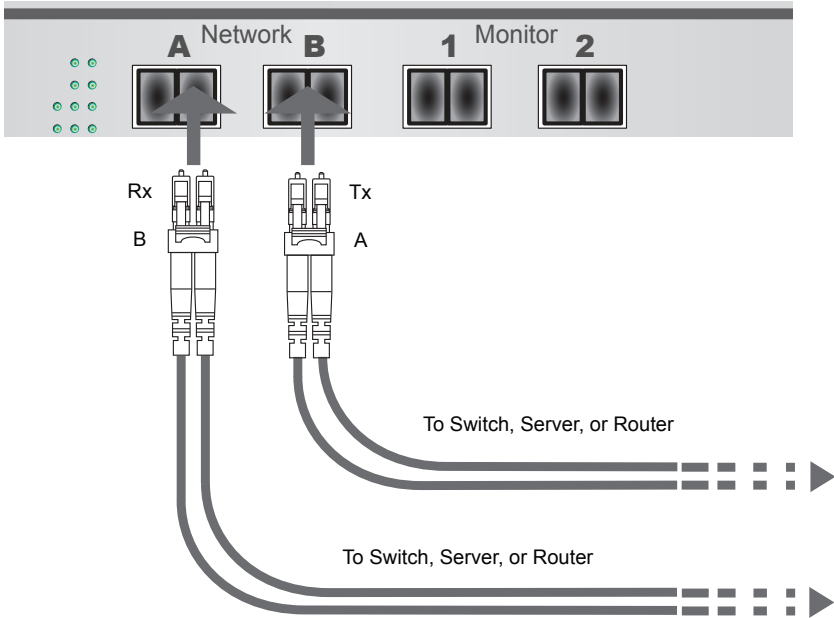 A Network B 1 Monitor 2
Rx Tx
B A
To Switch, Server, or Router
To Switch, Server, or Router